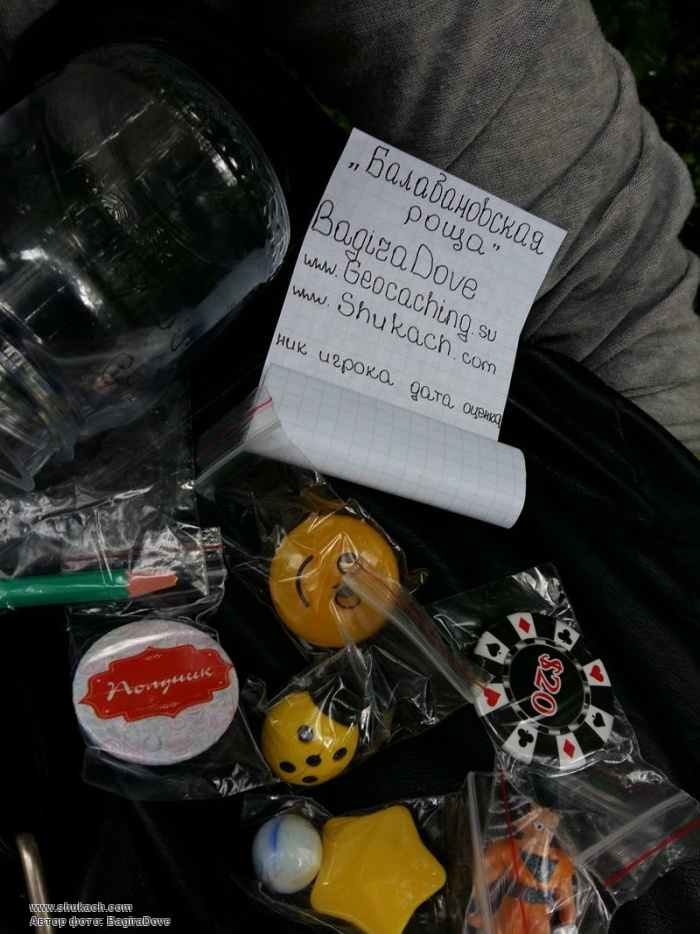 „Балабановская
роща"
BagiraDove
www.Geocaching.su
www.Shukach.com
ник игрока дата оценка
Полдник
$20
www.shukach.com
Автор фото: BagiraDove